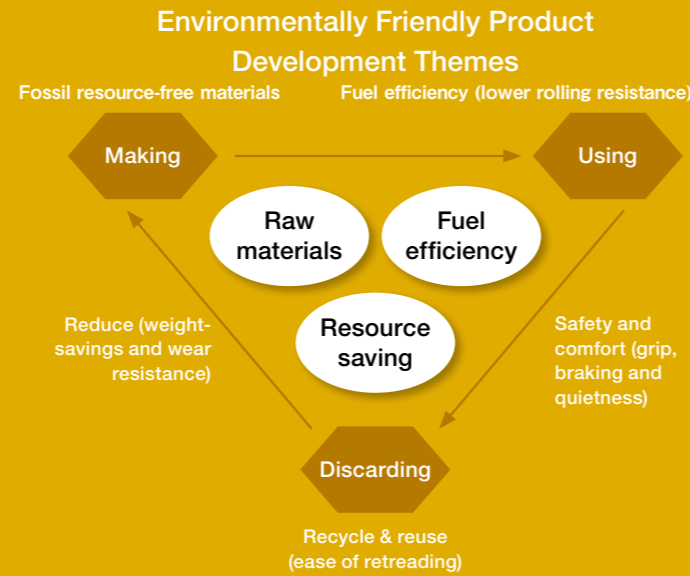 Environmentally Friendly Product
Development Themes
Fossil resource-free materials
Fuel efficiency (lower rolling resistance)
Making
Using
Raw
materials
Fuel
efficiency
Resource
saving
Reduce (weight-
savings and wear
resistance)
Safety and
comfort (grip,
braking and
quietness)
Discarding
Recycle & reuse
(ease of retreading)